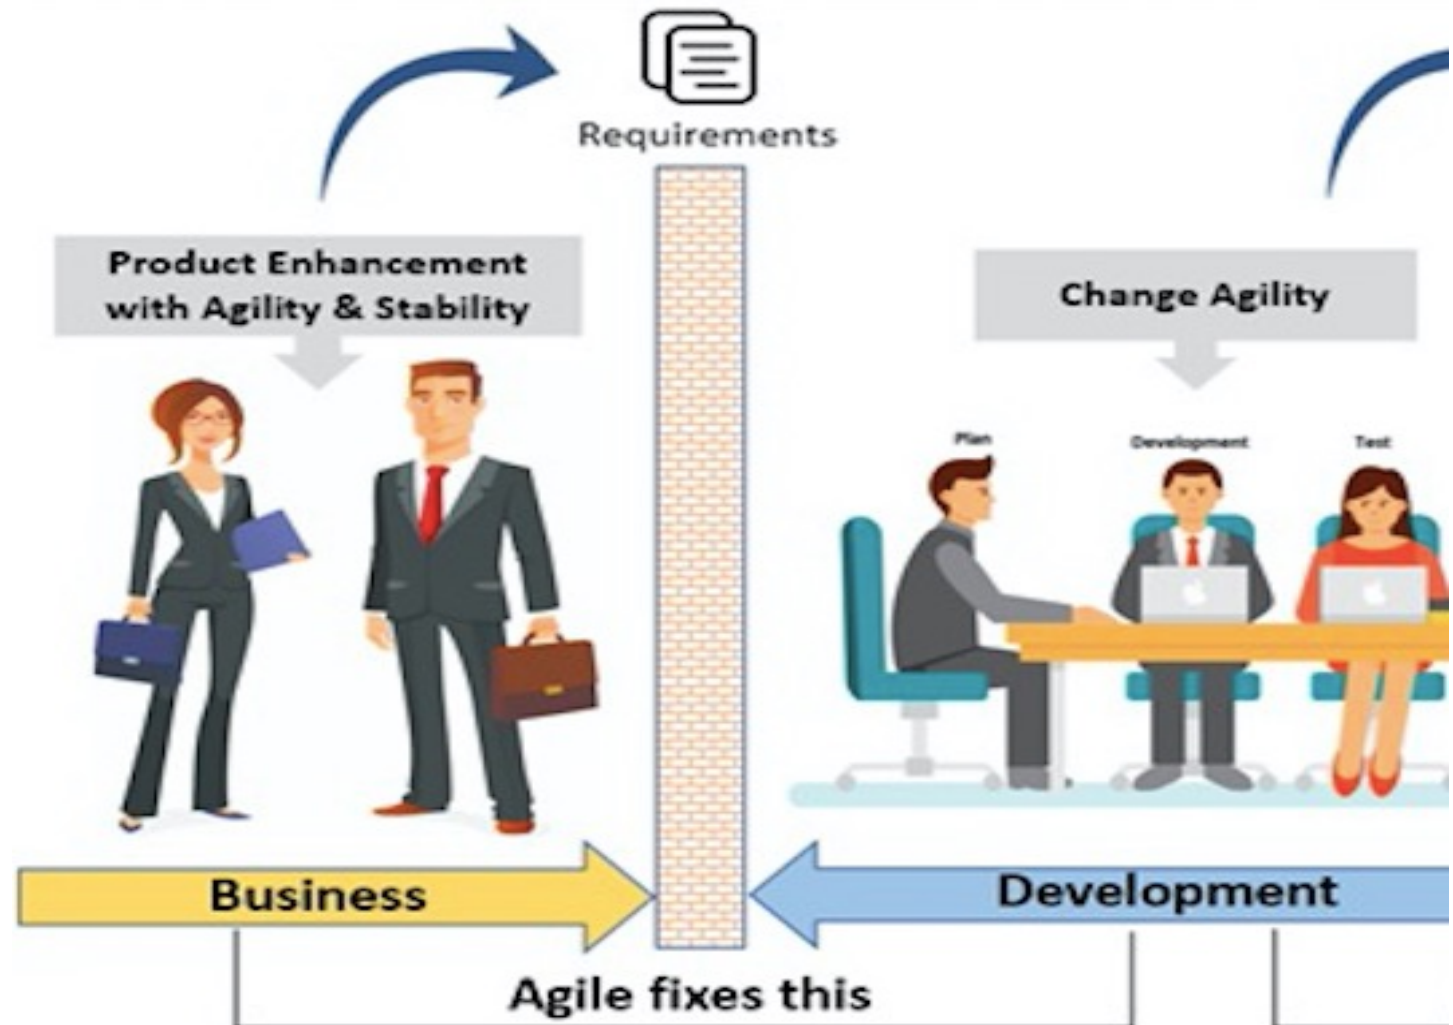 Requirements
Product Enhancement
with Agility & Stability
Change Agility
Plan
Development
Test
Business
Development
Agile fixes this